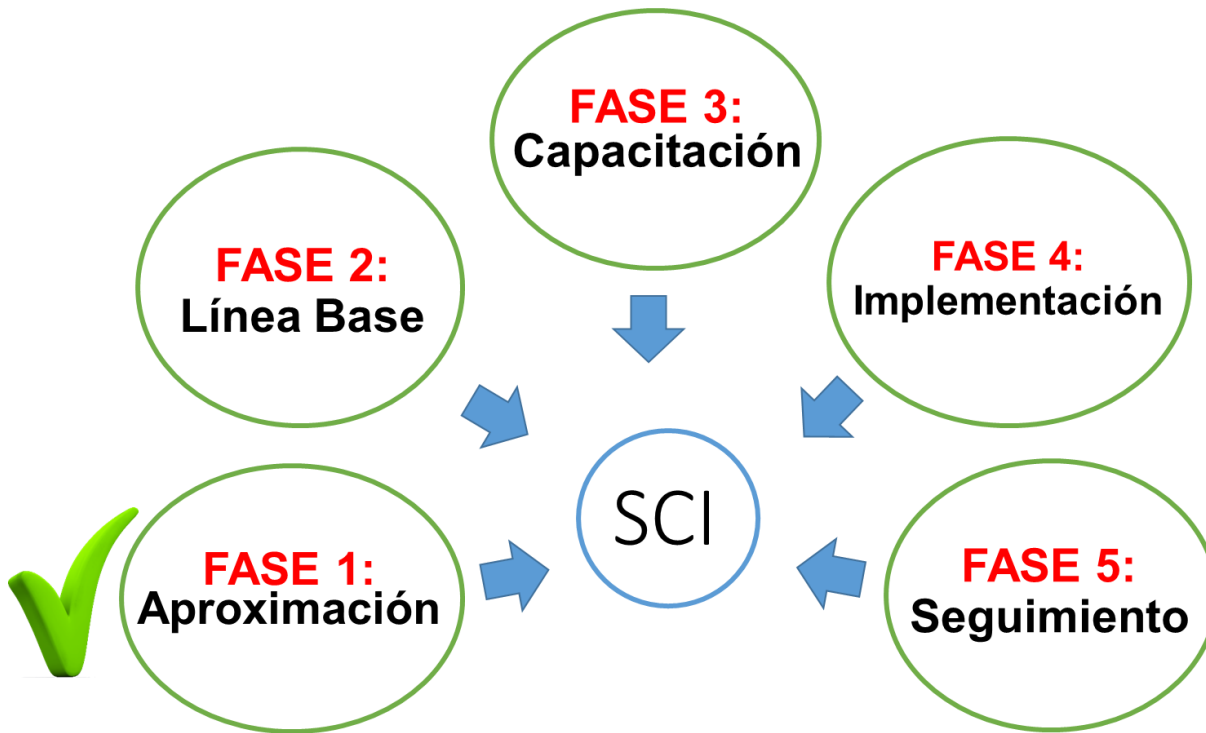 FASE 1:
Aproximación
FASE 2:
Línea Base
FASE 3:
Capacitación
FASE 4:
Implementación
FASE 5:
Seguimiento
SCI